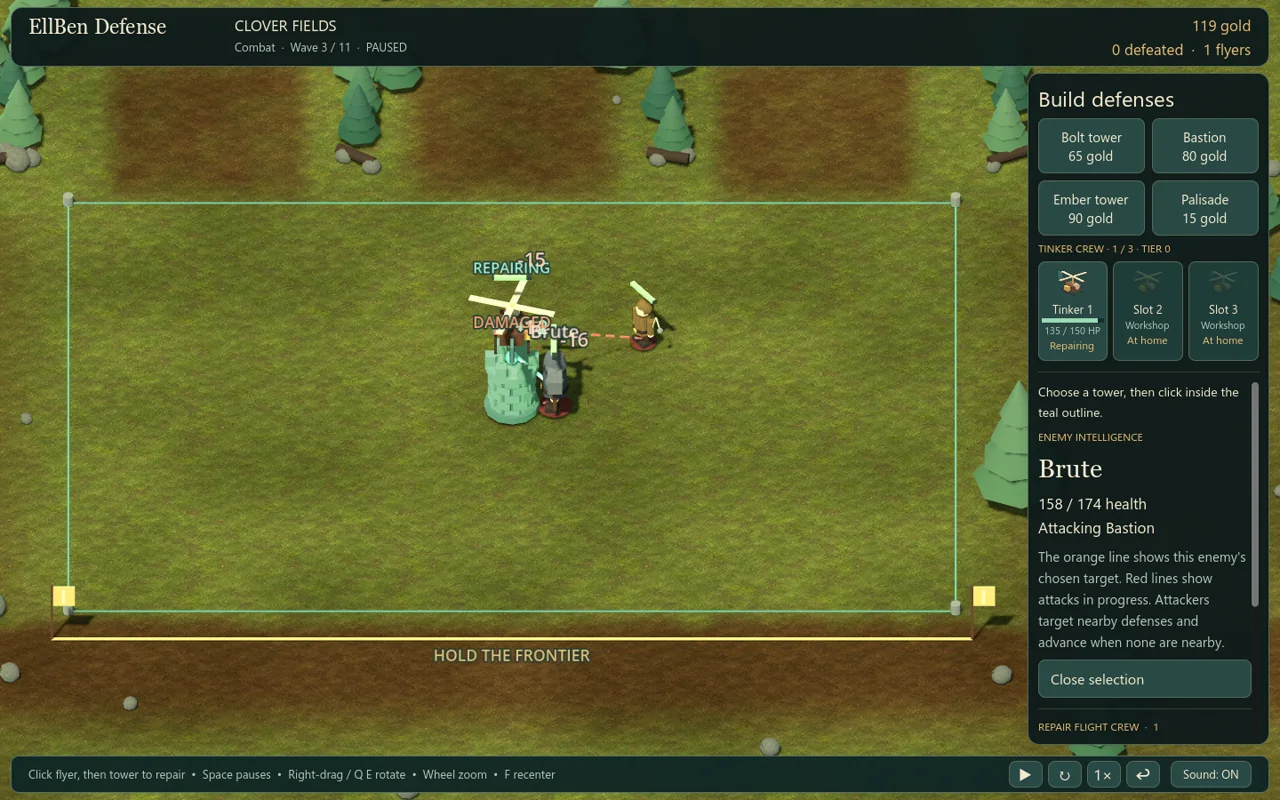 EllBen Defense
CLOVER FIELDS
Combat · Wave 3 / 11 · PAUSED
119 gold
0 defeated · 1 flyers
Build defenses
Bolt tower
65 gold
Bastion
80 gold
Ember tower
90 gold
Palisade
15 gold
TINKER CREW · 1 / 3 · TIER 0
Tinker 1
135 / 150 HP
Repairing
Slot 2
Workshop
At home
Slot 3
Workshop
At home
Choose a tower, then click inside the
teal outline.
ENEMY INTELLIGENCE
Brute
158 / 174 health
Attacking Bastion
The orange line shows this enemy's
chosen target. Red lines show
attacks in progress. Attackers
target nearby defenses and
advance when none are nearby.
Close selection
REPAIR FLIGHT CREW · 1
-15
REPAIRING
DAMAGED
Brute
-16
HOLD THE FRONTIER
Click flyer, then tower to repair • Space pauses • Right-drag / Q E rotate • Wheel zoom • F recenter
1×
Sound: ON